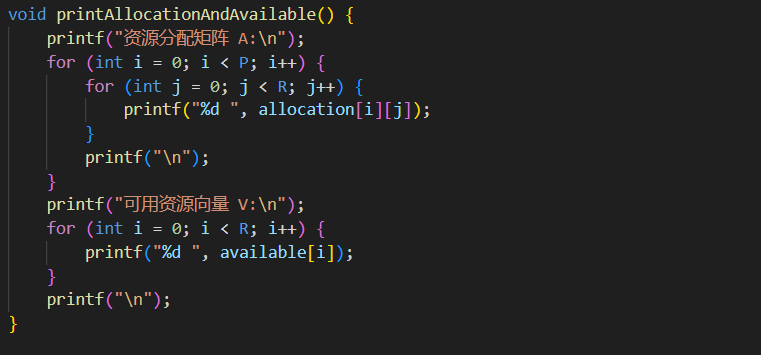 void printAllocationAndAvailable() {
    printf("资源分配矩阵 A:\n");
    for (int i = 0; i < P; i++) {
        for (int j = 0; j < R; j++) {
            printf("%d ", allocation[i][j]);
        }
        printf("\n");
    }
    printf("可用资源向量 V:\n");
    for (int i = 0; i < R; i++) {
        printf("%d ", available[i]);
    }
    printf("\n");
}